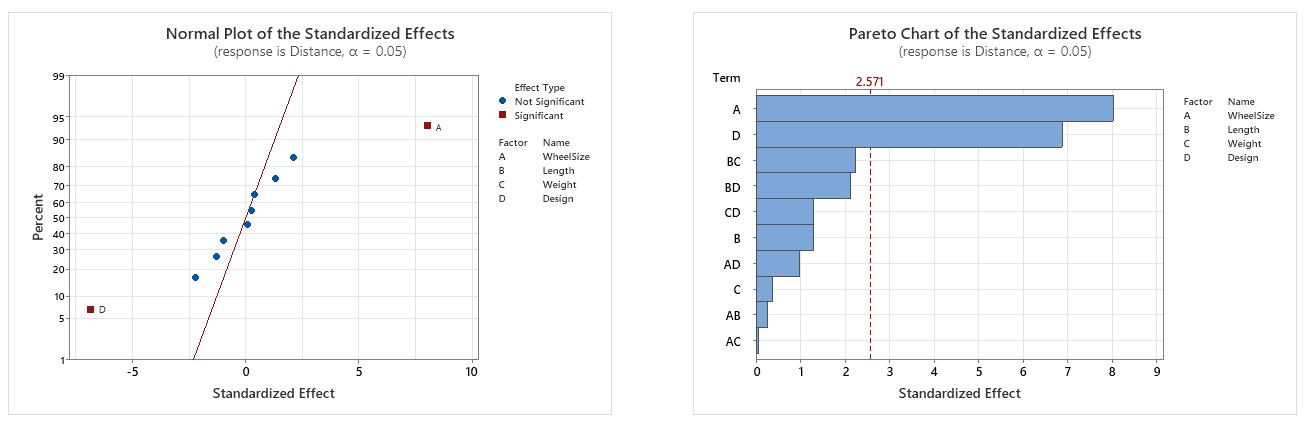 Normal Plot of the Standardized Effects
(response is Distance, α = 0.05)
99
95
90
80
70
60
50
40
30
20
10
5
1
Percent
A
D
-5
0
5
10
Standardized Effect
Effect Type
Not Significant
Significant
Factor Name
A WheelSize
B Length
C Weight
D Design
Pareto Chart of the Standardized Effects
(response is Distance, α = 0.05)
Term
2.571
A
D
BC
BD
CD
B
AD
C
AB
AC
0 1 2 3 4 5 6 7 8 9
Standardized Effect
Factor Name
A WheelSize
B Length
C Weight
D Design